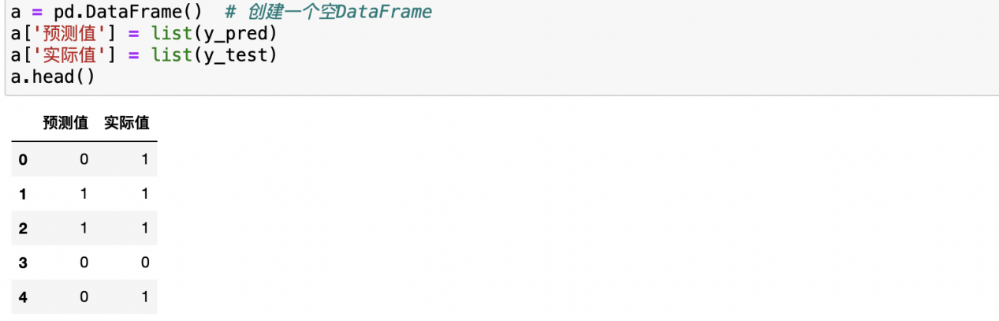 a = pd.DataFrame()  # 创建一个空DataFrame
a['预测值'] = list(y_pred)
a['实际值'] = list(y_test)
a.head()
预测值 实际值
0 0 1
1 1 1
2 1 1
3 0 0
4 0 1